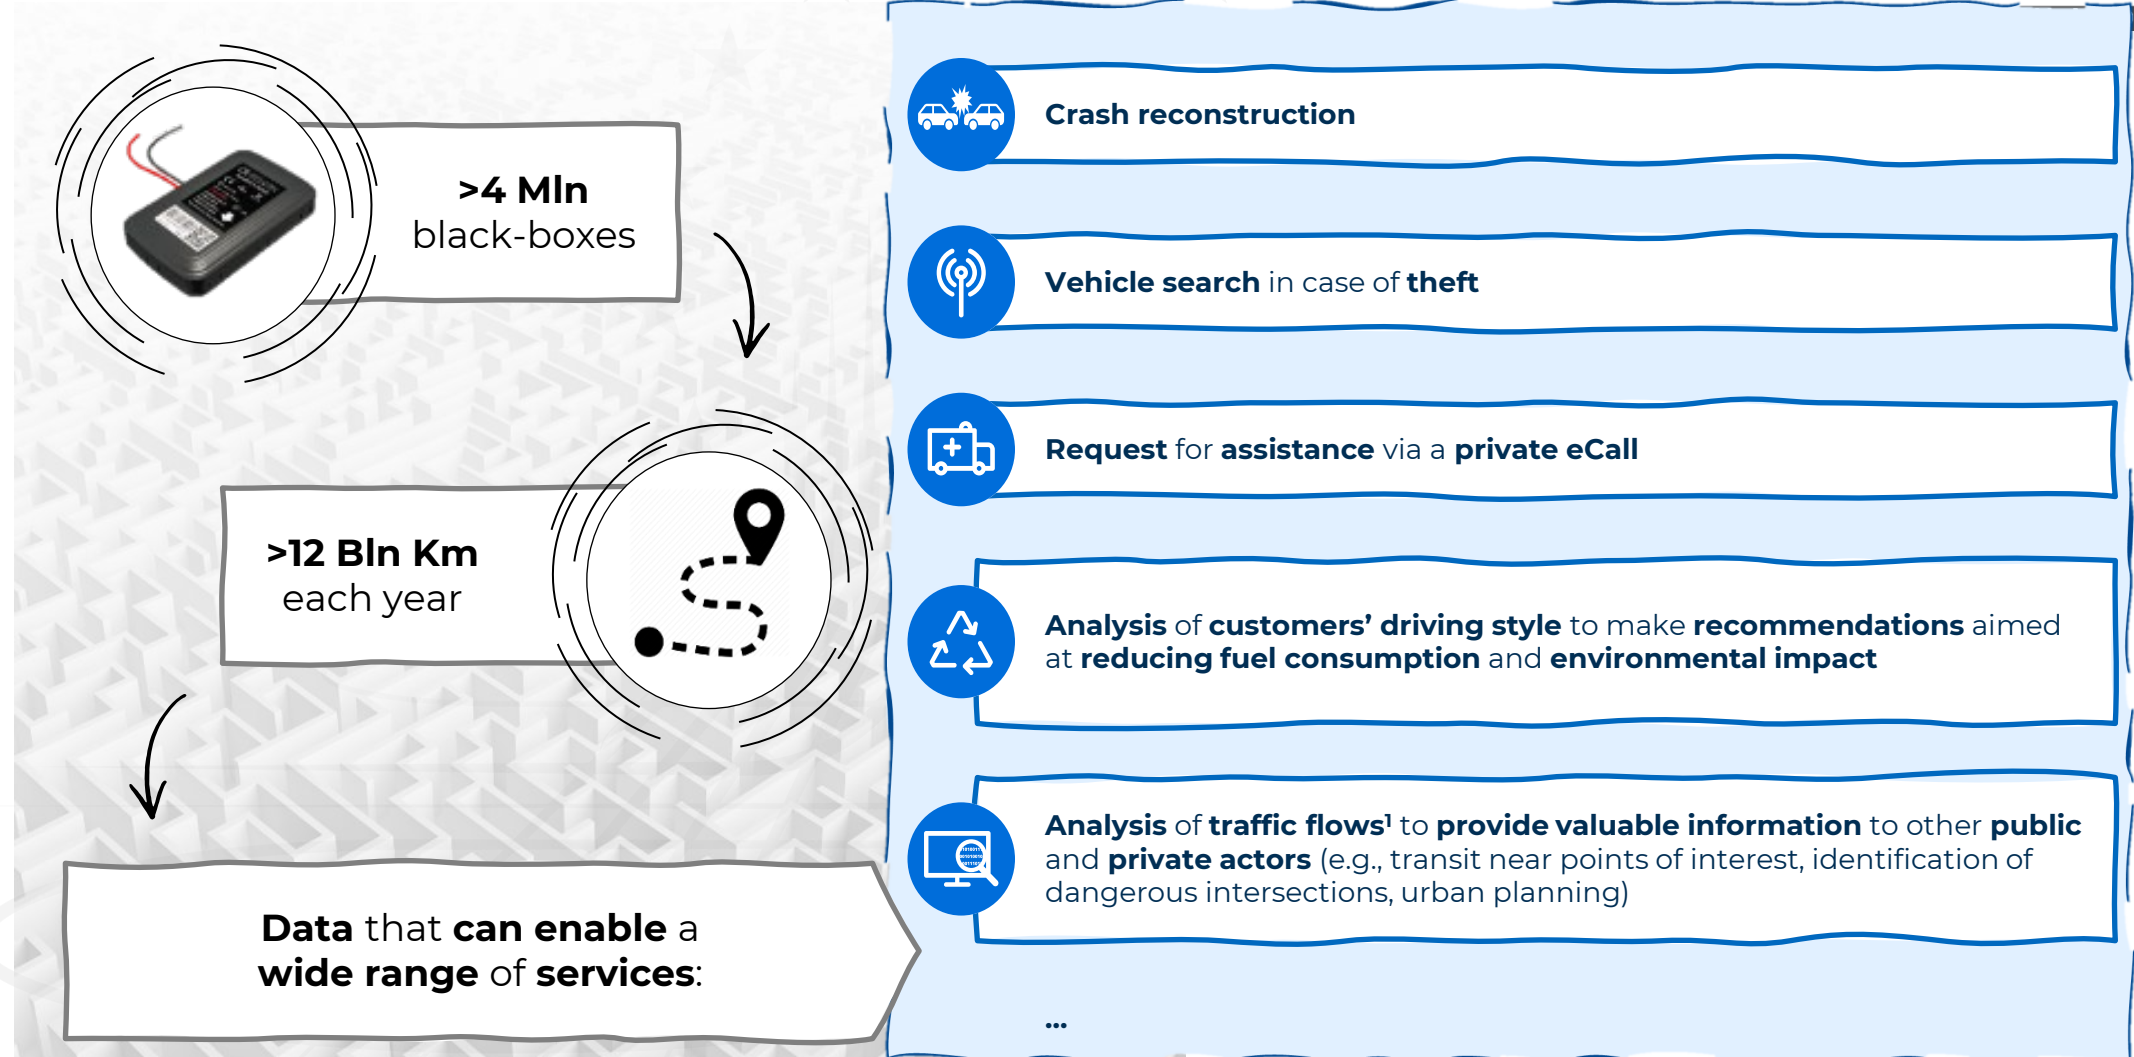 >4 Mln
black-boxes
>12 Bln Km
each year
Data that can enable a
wide range of services:
Crash reconstruction
Vehicle search in case of theft
Request for assistance via a private eCall
Analysis of customers’ driving style to make recommendations aimed
at reducing fuel consumption and environmental impact
Analysis of traffic flows¹ to provide valuable information to other public
and private actors (e.g., transit near points of interest, identification of
dangerous intersections, urban planning)
...